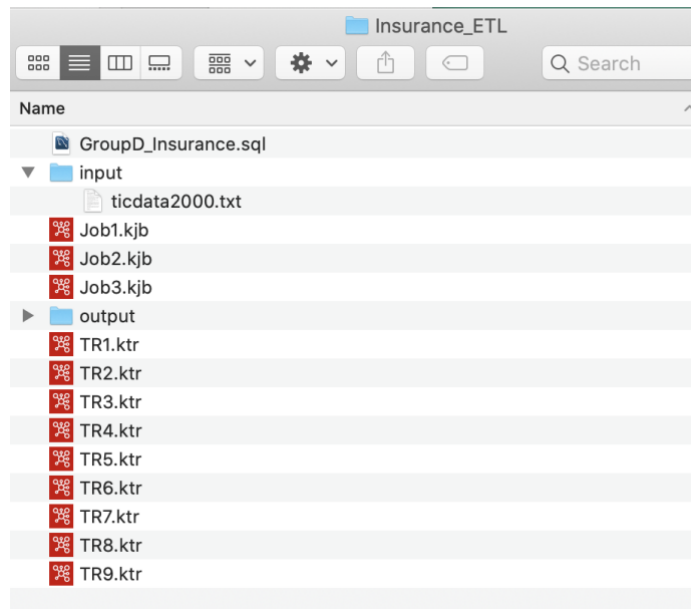 Insurance_ETL
Search
Name
GroupD_Insurance.sql
input
ticdata2000.txt
Job1.kjb
Job2.kjb
Job3.kjb
output
TR1.ktr
TR2.ktr
TR3.ktr
TR4.ktr
TR5.ktr
TR6.ktr
TR7.ktr
TR8.ktr
TR9.ktr